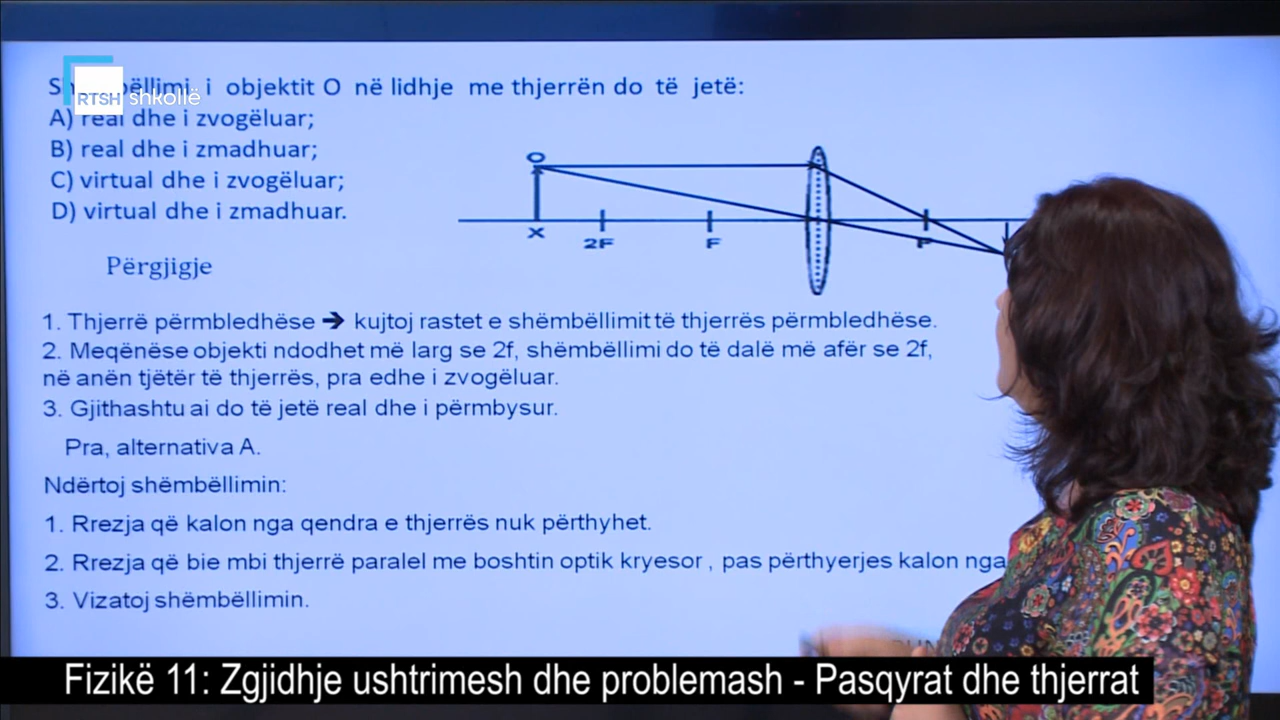 i objektit O në lidhje me thjerrën do të jetë:
RTSH shkollë
A) real dhe i zvogëluar;
B) real dhe i zmadhuar;
C) virtual dhe i zvogëluar;
D) virtual dhe i zmadhuar.
O
X
2F
F
F
Përgjigje
1. Thjerrë përmbledhëse ➔ kujtoj rastet e shëmbëllimit të thjerrës përmbledhëse.
2. Meqënëse objekti ndodhet më larg se 2f, shëmbëllimi do të dalë më afër se 2f,
në anën tjëtër të thjerrës, pra edhe i zvogëluar.
3. Gjithashtu ai do të jetë real dhe i përmbysur.
Pra, alternativa A.
Ndërtoj shëmbëllimin:
1. Rrezja që kalon nga qendra e thjerrës nuk përthyhet.
2. Rrezja që bie mbi thjerrë paralel me boshtin optik kryesor , pas përthyerjes kalon nga
3. Vizatoj shëmbëllimin.
Fizikë 11: Zgjidhje ushtrimesh dhe problemash - Pasqyrat dhe thjerrat